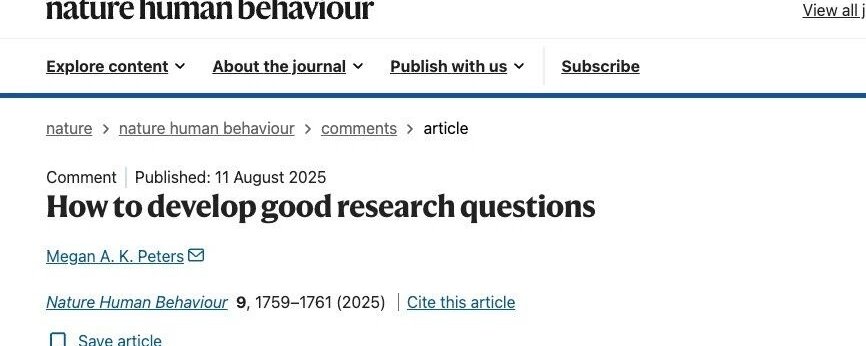 nature human behaviour
View all j
Explore content About the journal Publish with us Subscribe
nature > nature human behaviour > comments > article
Comment | Published: 11 August 2025
How to develop good research questions
Megan A. K. Peters
Nature Human Behaviour 9, 1759–1761 (2025) | Cite this article
Save article